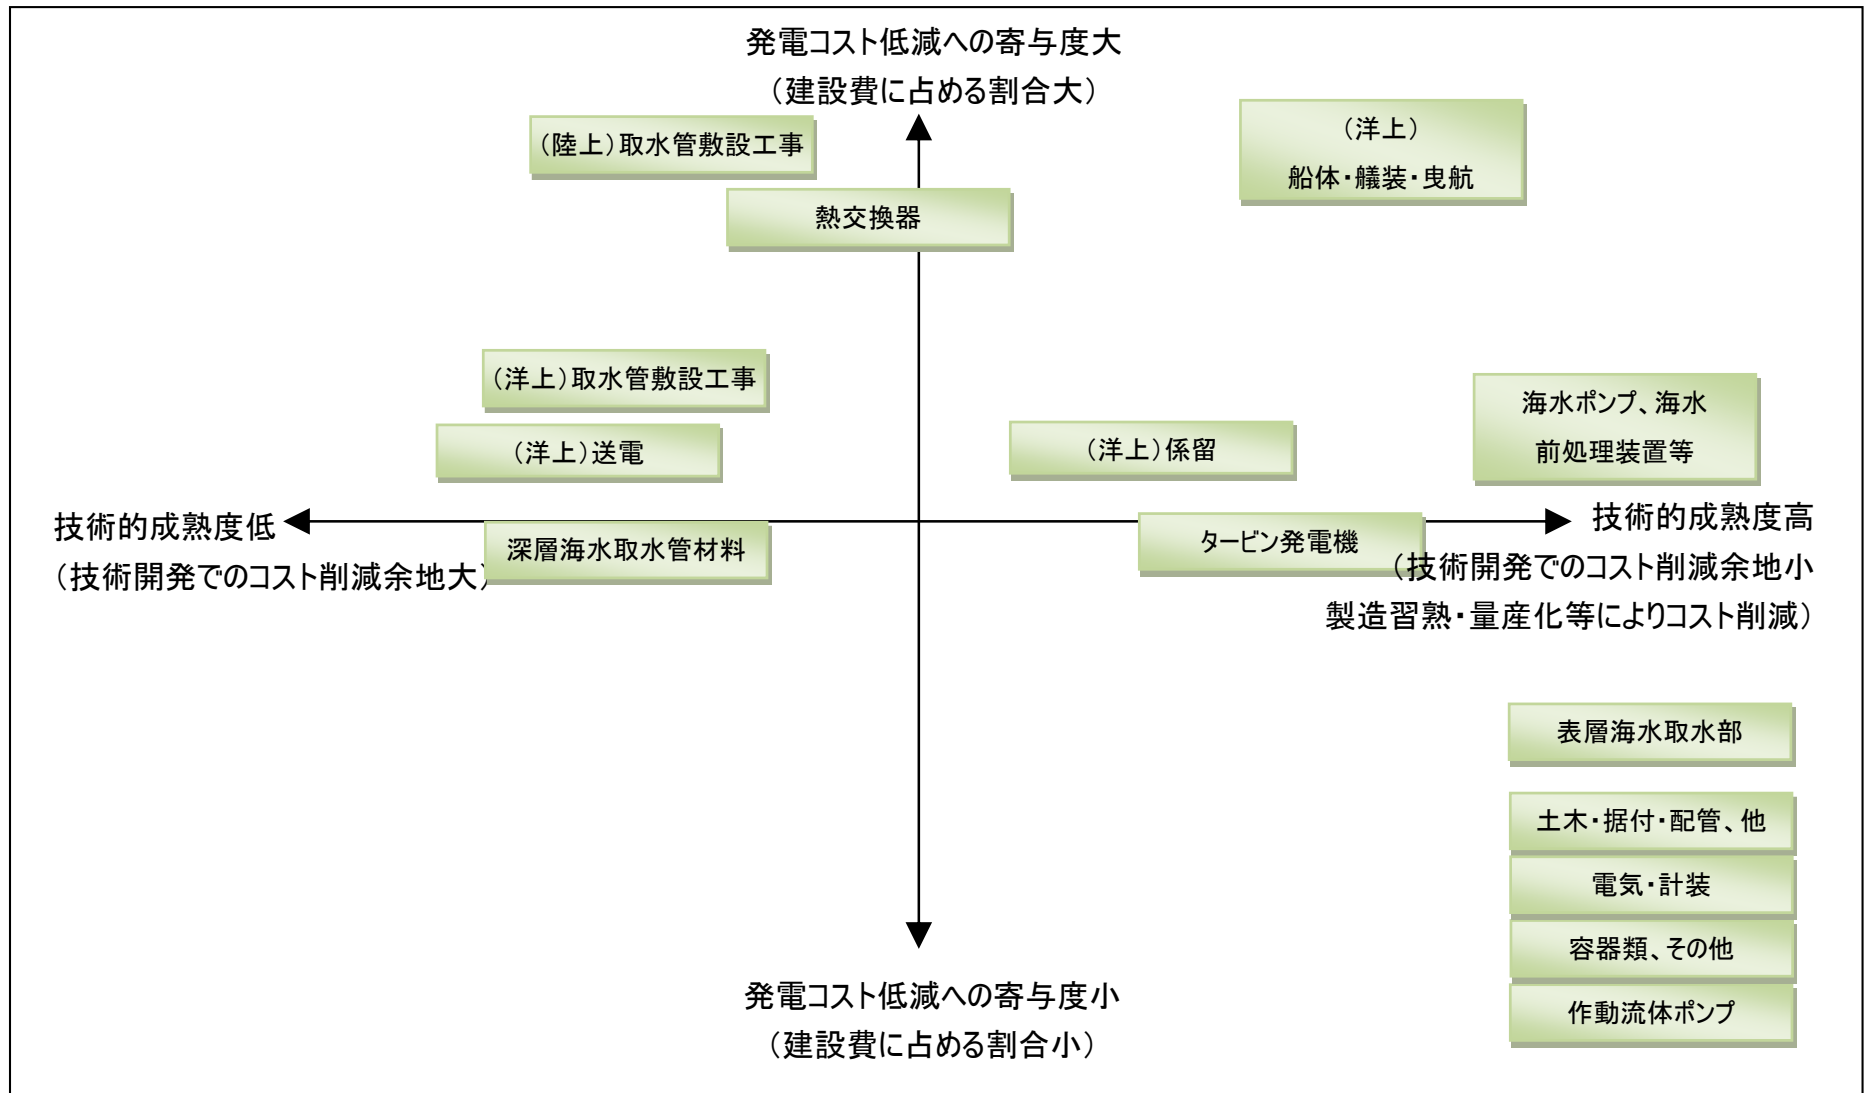 発電コスト低減への寄与度大
（建設費に占める割合大）
（陸上）取水管敷設工事
（洋上）
船体・艤装・曳航
熱交換器
（洋上）取水管敷設工事
（洋上）送電
（洋上）係留
海水ポンプ、海水
前処理装置等
技術的成熟度低
（技術開発でのコスト削減余地大）
深層海水取水管材料
タービン発電機
技術的成熟度高
（技術開発でのコスト削減余地小
製造習熟・量産化等によりコスト削減）
表層海水取水部
土木・据付・配管、他
電気・計装
容器類、その他
作動流体ポンプ
発電コスト低減への寄与度小
（建設費に占める割合小）